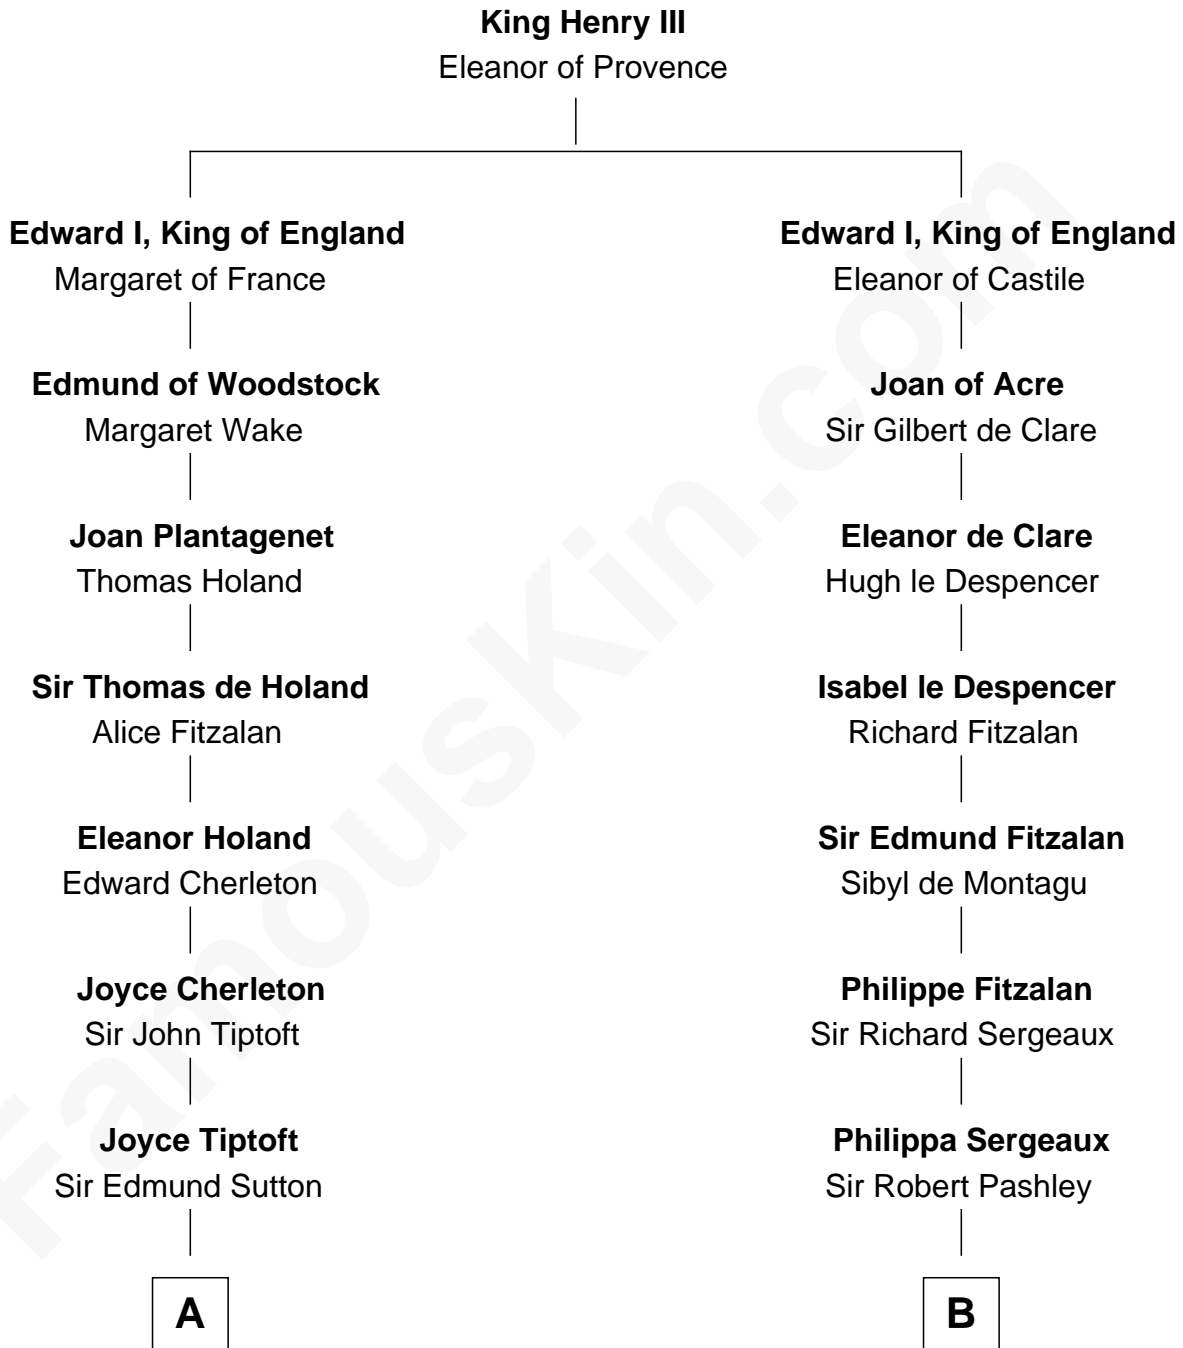 King Henry III
Eleanor of Provence
Edward I, King of England
Margaret of France
Edmund of Woodstock
Margaret Wake
Joan Plantagenet
Thomas Holand
Sir Thomas de Holand
Alice Fitzalan
Eleanor Holand
Edward Cherleton
Joyce Cherleton
Sir John Tiptoft
Joyce Tiptoft
Sir Edmund Sutton
A
Edward I, King of England
Eleanor of Castile
Joan of Acre
Sir Gilbert de Clare
Eleanor de Clare
Hugh le Despencer
Isabel le Despencer
Richard Fitzalan
Sir Edmund Fitzalan
Sibyl de Montagu
Philippe Fitzalan
Sir Richard Sergeaux
Philippa Sergeaux
Sir Robert Pashley
B
FamousKin.com